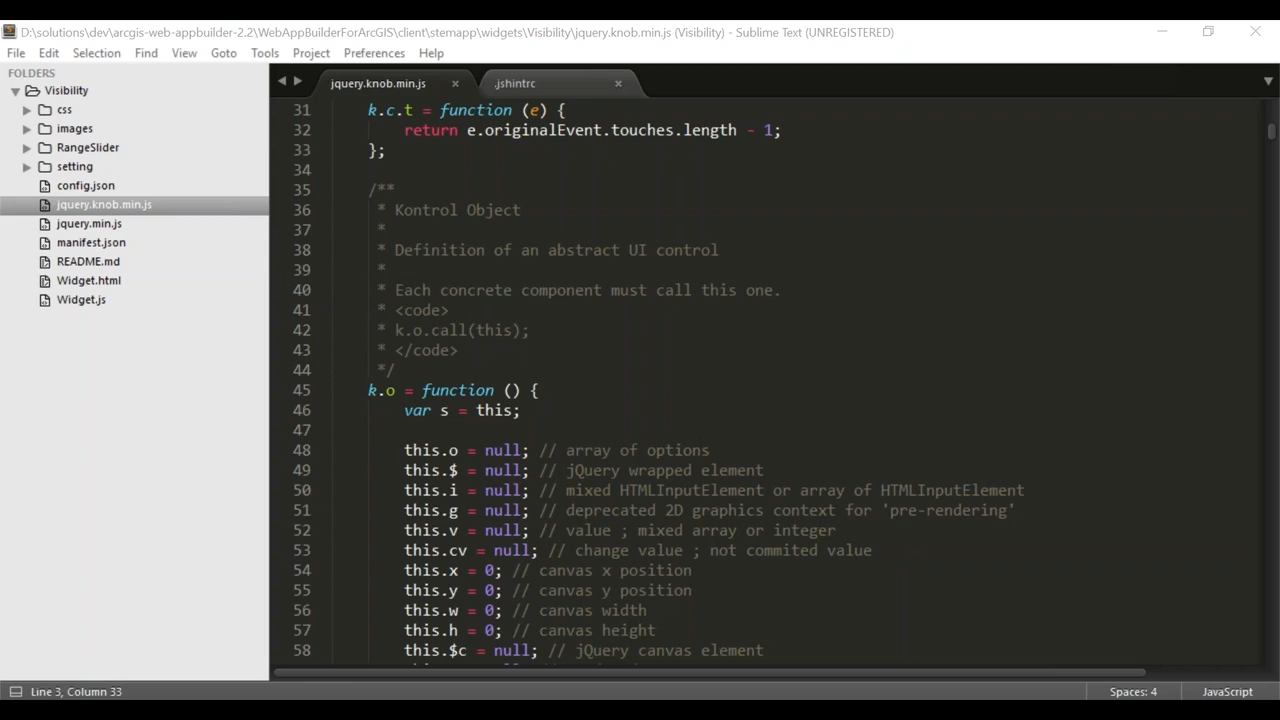 D:\solutions\dev\arcgis-web-appbuilder-2.2\WebAppBuilderForArcGIS\client\stemapp\widgets\Visibility\jquery.knob.min.js (Visibility) - Sublime Text (UNREGISTERED)
File Edit Selection Find View Goto Tools Project Preferences Help
FOLDERS
Visibility
css
images
RangeSlider
setting
config.json
jquery.knob.min.js
jquery.min.js
manifest.json
README.md
Widget.html
Widget.js
jquery.knob.min.js × .jshintrc ×
31 k.c.t = function (e) {
32 return e.originalEvent.touches.length - 1;
33 };
34
35 /**
36 * Kontrol Object
37 *
38 * Definition of an abstract UI control
39 *
40 * Each concrete component must call this one.
41 * <code>
42 * k.o.call(this);
43 * </code>
44 */
45 k.o = function () {
46 var s = this;
47
48 this.o = null; // array of options
49 this.$ = null; // jQuery wrapped element
50 this.i = null; // mixed HTMLInputElement or array of HTMLInputElement
51 this.g = null; // deprecated 2D graphics context for 'pre-rendering'
52 this.v = null; // value ; mixed array or integer
53 this.cv = null; // change value ; not commited value
54 this.x = 0; // canvas x position
55 this.y = 0; // canvas y position
56 this.w = 0; // canvas width
57 this.h = 0; // canvas height
58 this.$c = null; // jQuery canvas element
Line 3, Column 33
Spaces: 4
JavaScript